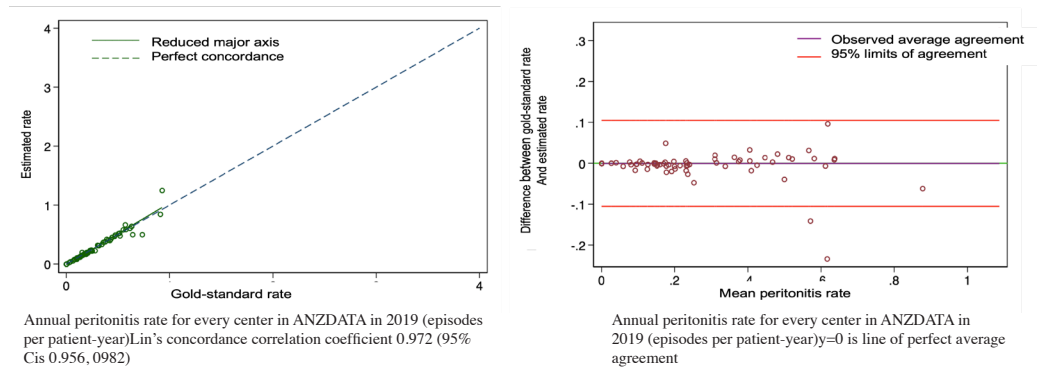 4
3
2
1
0
Estimated rate
Reduced major axis
Perfect concordance
0
4
Gold-standard rate
Annual peritonitis rate for every center in ANZDATA in 2019 (episodes
per patient-year)Lin's concordance correlation coefficient 0.972 (95%
Cis 0.956, 0982)
.3
.2
.1
0
-.1
-.2
Difference between gold-standard rate
And estimated rate
Observed average agreement
95% limits of agreement
0
.2
.4
.6
.8
1
Mean peritonitis rate
Annual peritonitis rate for every center in ANZDATA in
2019 (episodes per patient-year)y=0 is line of perfect average
agreement